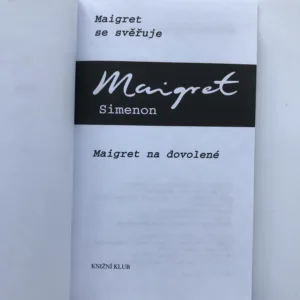 Maigret
se svěřuje
Maigret
Simenon
Maigret na dovolené
KNIŽNÍ KLUB